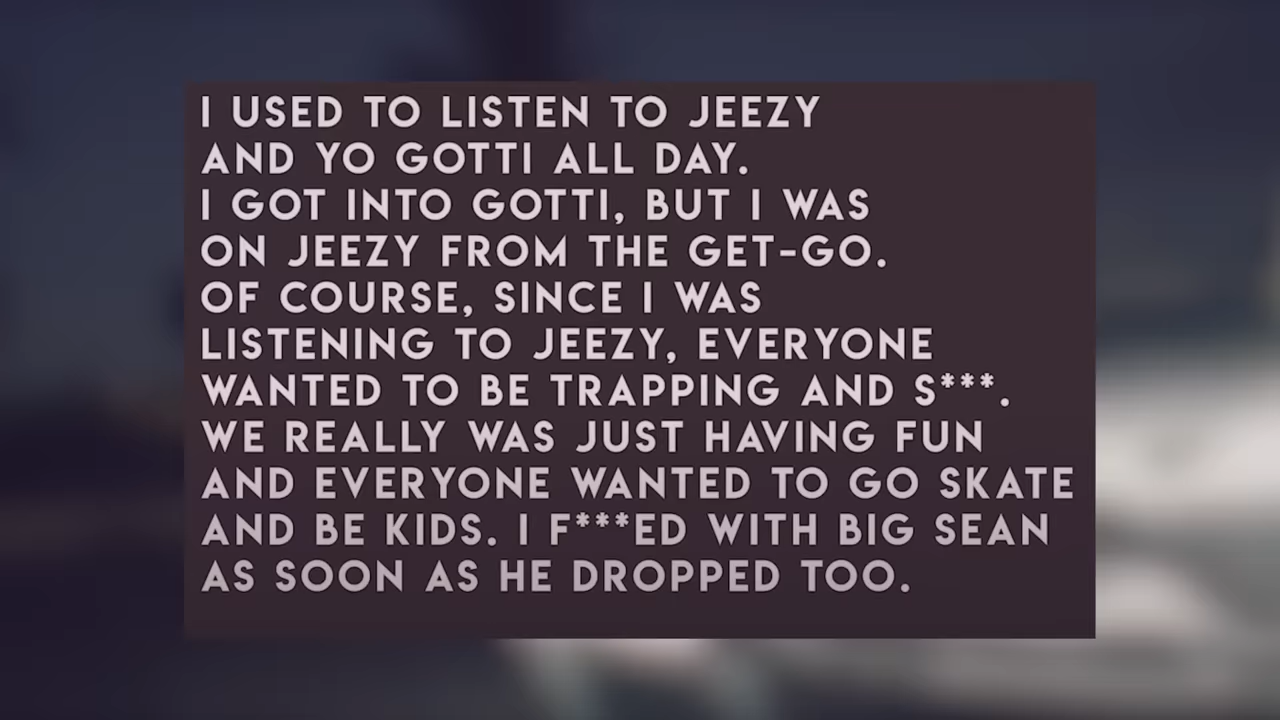 I USED TO LISTEN TO JEEZY
AND YO GOTTI ALL DAY.
I GOT INTO GOTTI, BUT I WAS
ON JEEZY FROM THE GET-GO.
OF COURSE, SINCE I WAS
LISTENING TO JEEZY, EVERYONE
WANTED TO BE TRAPPING AND S***.
WE REALLY WAS JUST HAVING FUN
AND EVERYONE WANTED TO GO SKATE
AND BE KIDS. I F***ED WITH BIG SEAN
AS SOON AS HE DROPPED TOO.